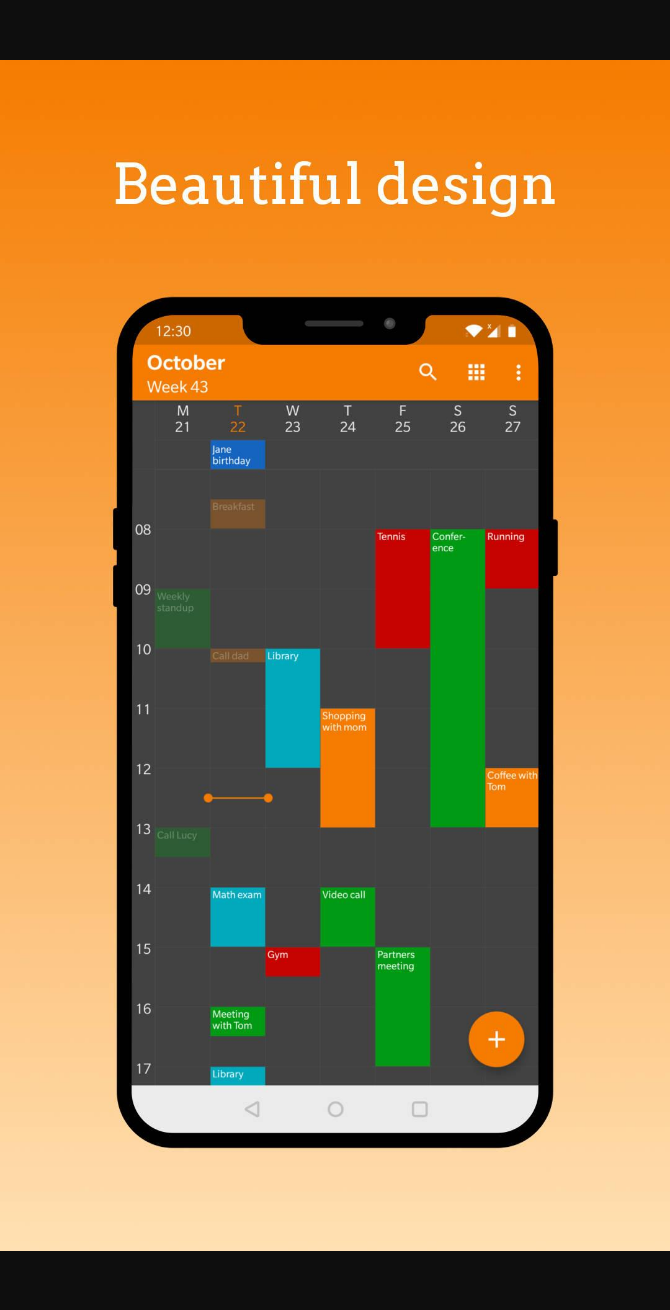 Beautiful design
12:30
October
Week 43
M T W T F S S
21 22 23 24 25 26 27
Jane
birthday
Breakfast
08
Tennis
Confer-
ence
Running
09
Weekly
standup
10
Call dad
Library
11
Shopping
with mom
12
Coffee with
Tom
13
Call Lucy
14
Math exam
Video call
15
Gym
Partners
meeting
16
Meeting
with Tom
17
Library